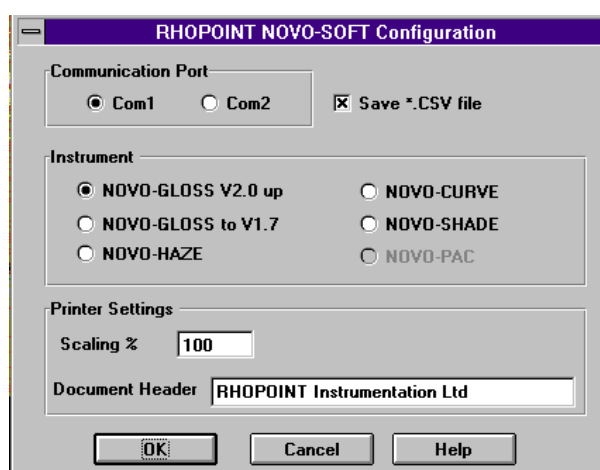 RHOPOINT NOVO-SOFT Configuration
Communication Port
Com1 Com2 Save *.CSV file
Instrument
NOVO-GLOSS V2.0 up NOVO-CURVE
NOVO-GLOSS to V1.7 NOVO-SHADE
NOVO-HAZE NOVO-PAC
Printer Settings
Scaling % 100
Document Header RHOPOINT Instrumentation Ltd
OK Cancel Help